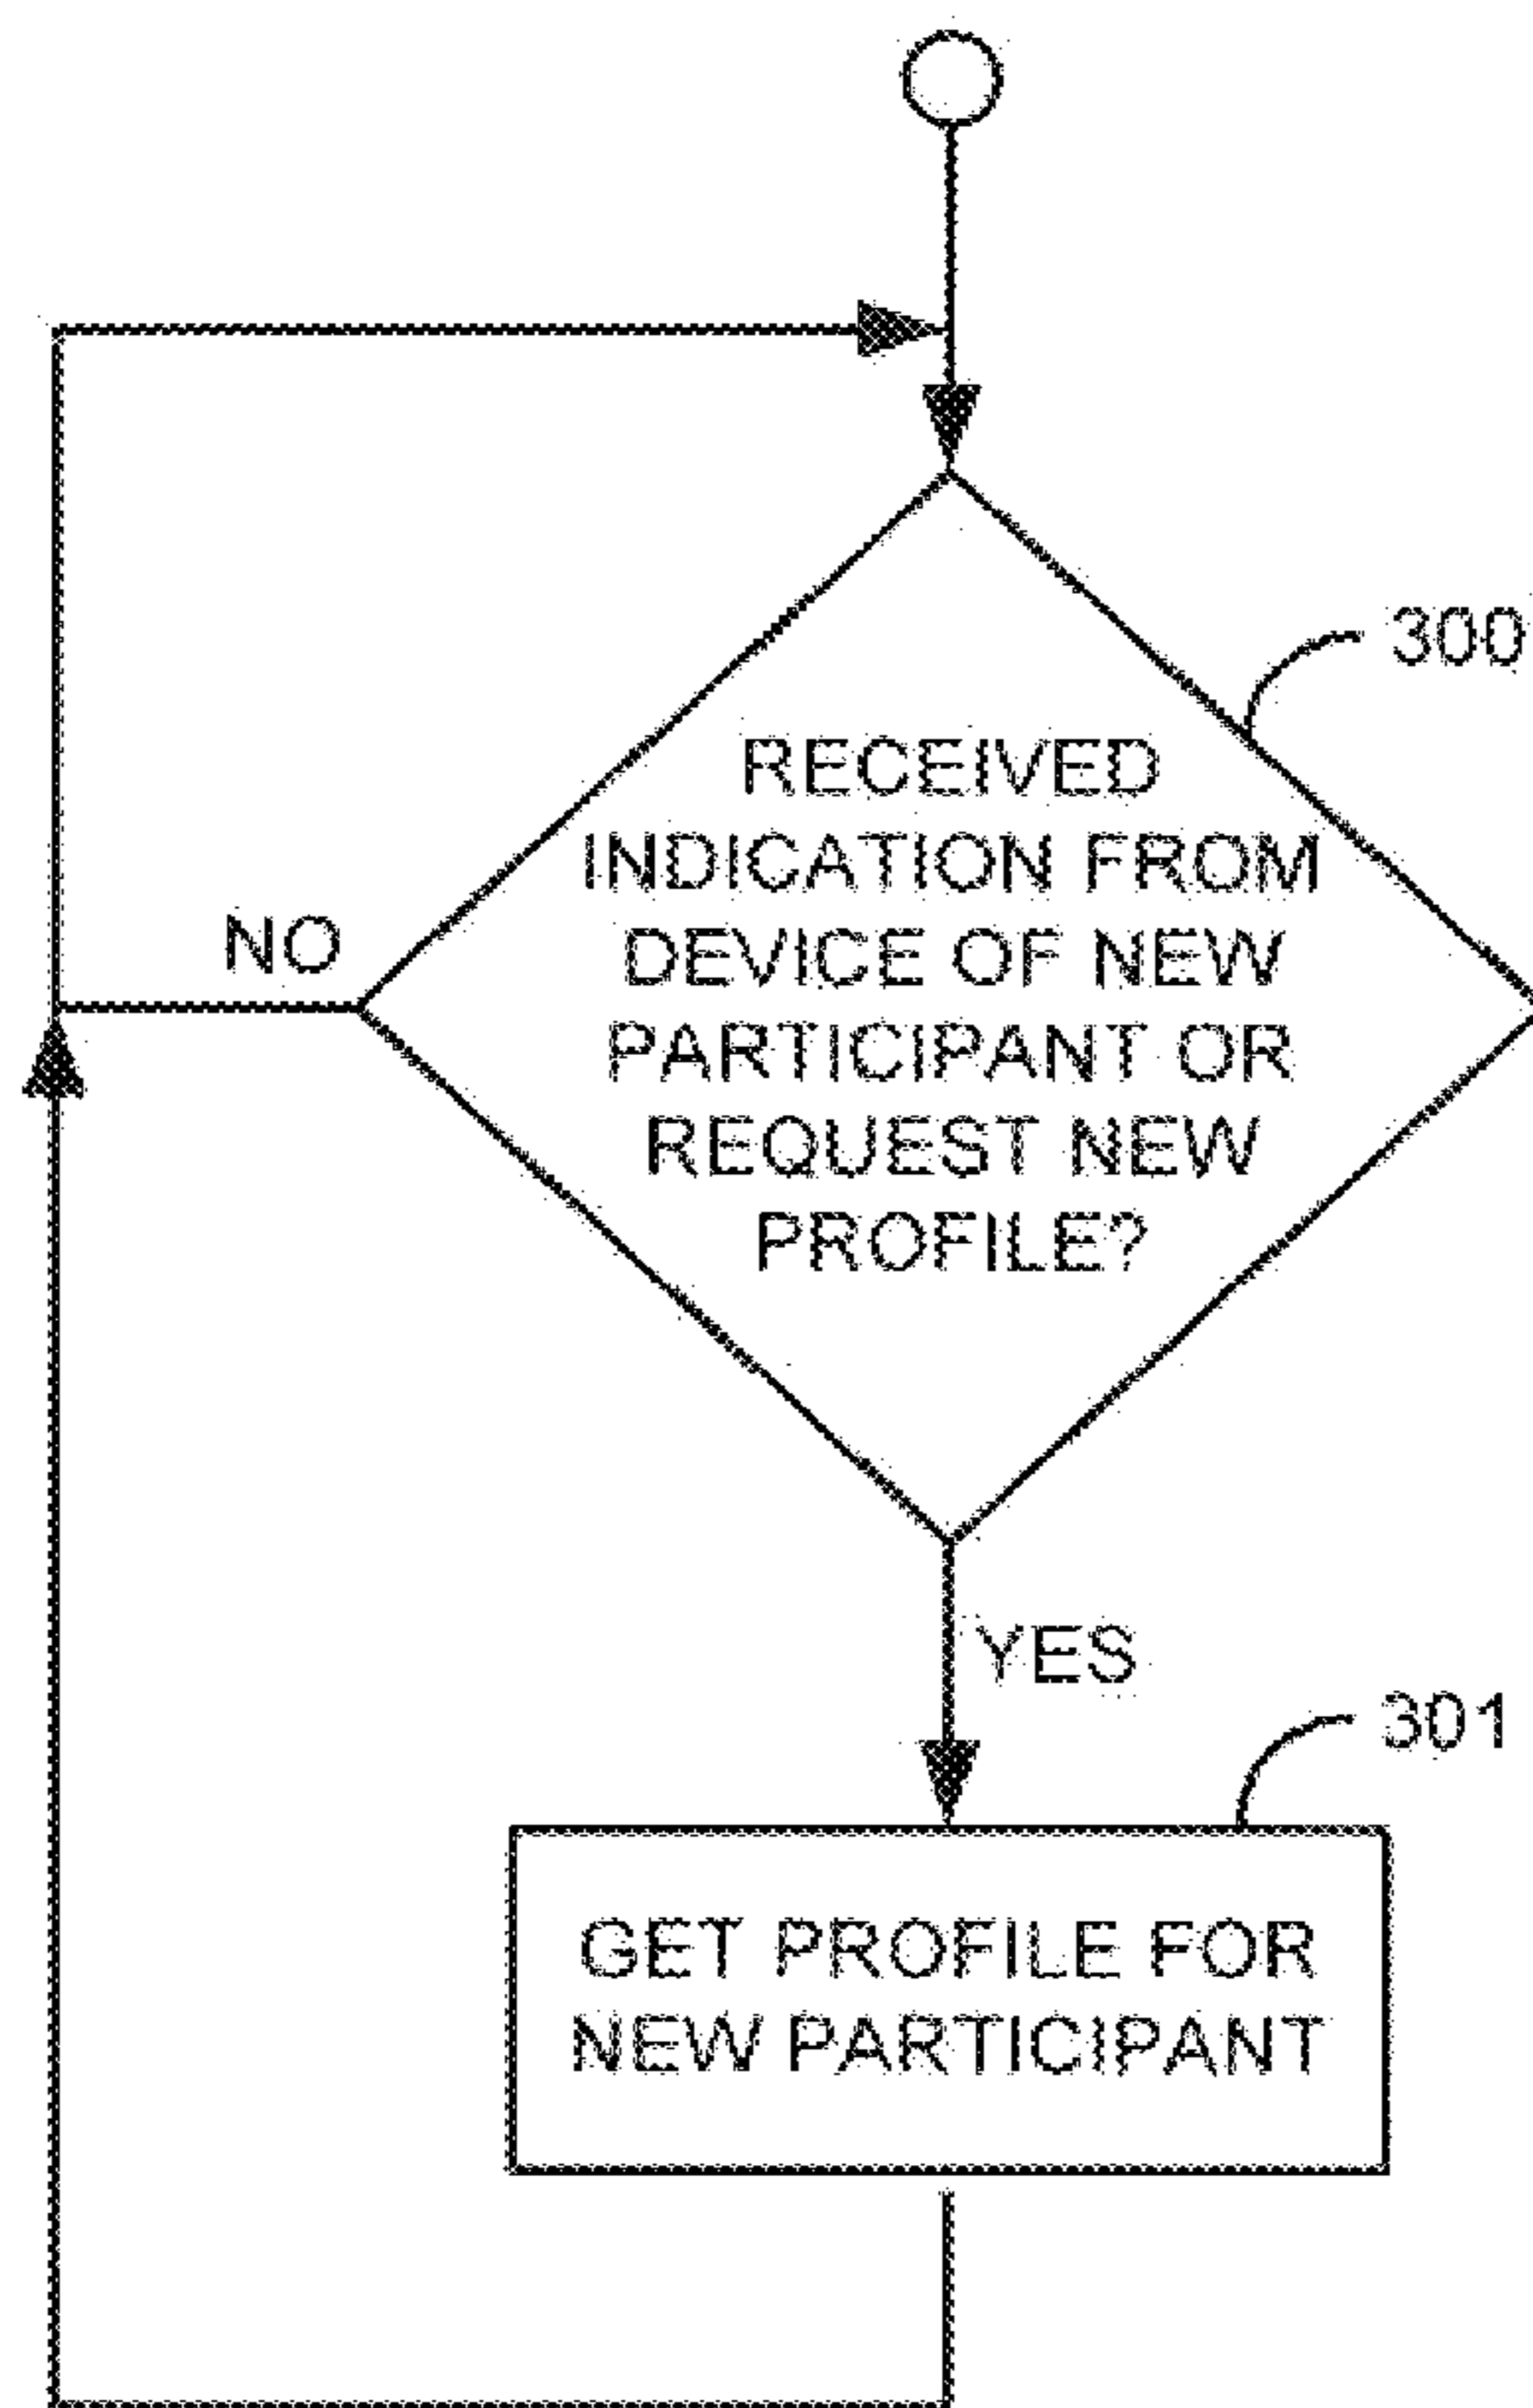 300
RECEIVED
INDICATION FROM
DEVICE OF NEW
PARTICIPANT OR
REQUEST NEW
PROFILE?
NO
YES
301
GET PROFILE FOR
NEW PARTICIPANT